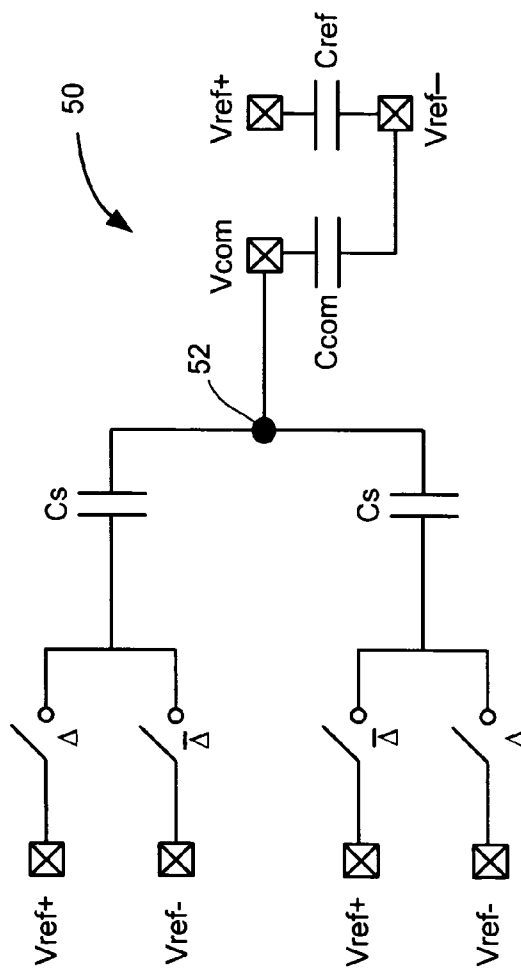 Vref+
Δ
Vref-
Δ̅
Vref+
Δ̅
Vref-
Δ
Cs
Cs
52
50
Vcom
Ccom
Vref+
Cref
Vref−